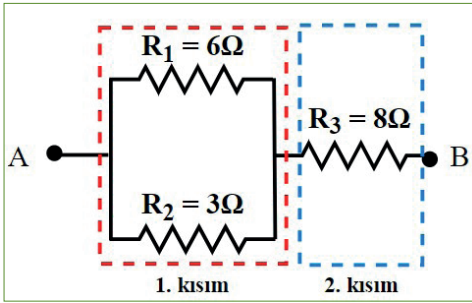 R1 = 6Ω
R3 = 8Ω
A
B
R2 = 3Ω
1. kısım
2. kısım